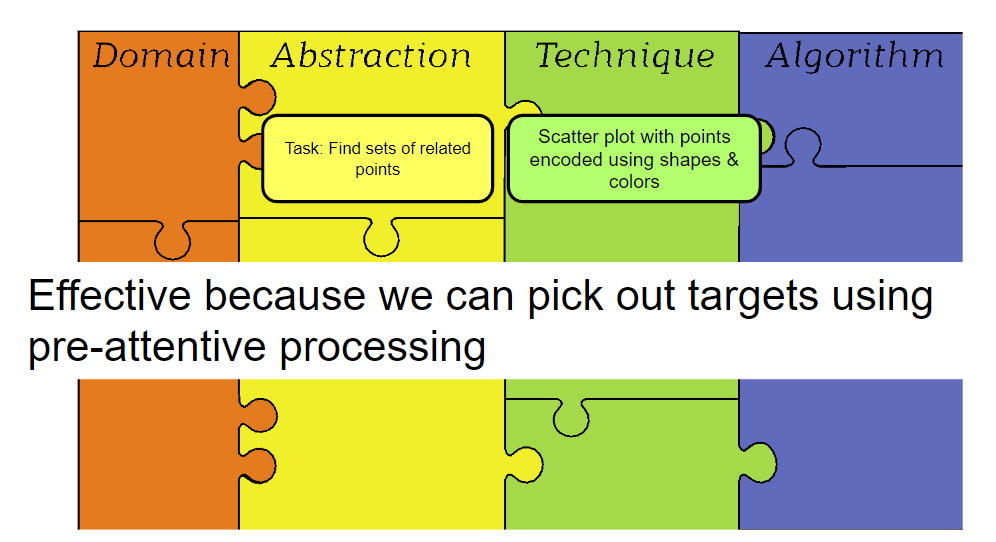 Domain Abstraction Technique Algorithm
Task: Find sets of related
points
Scatter plot with points
encoded using shapes &
colors
Effective because we can pick out targets using
pre-attentive processing